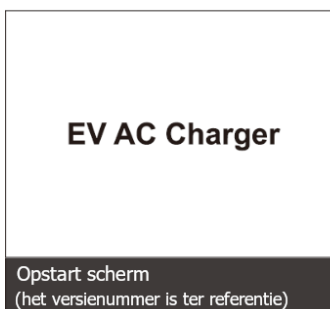 EV AC Charger
Opstart scherm
(het versienummer is ter referentie)